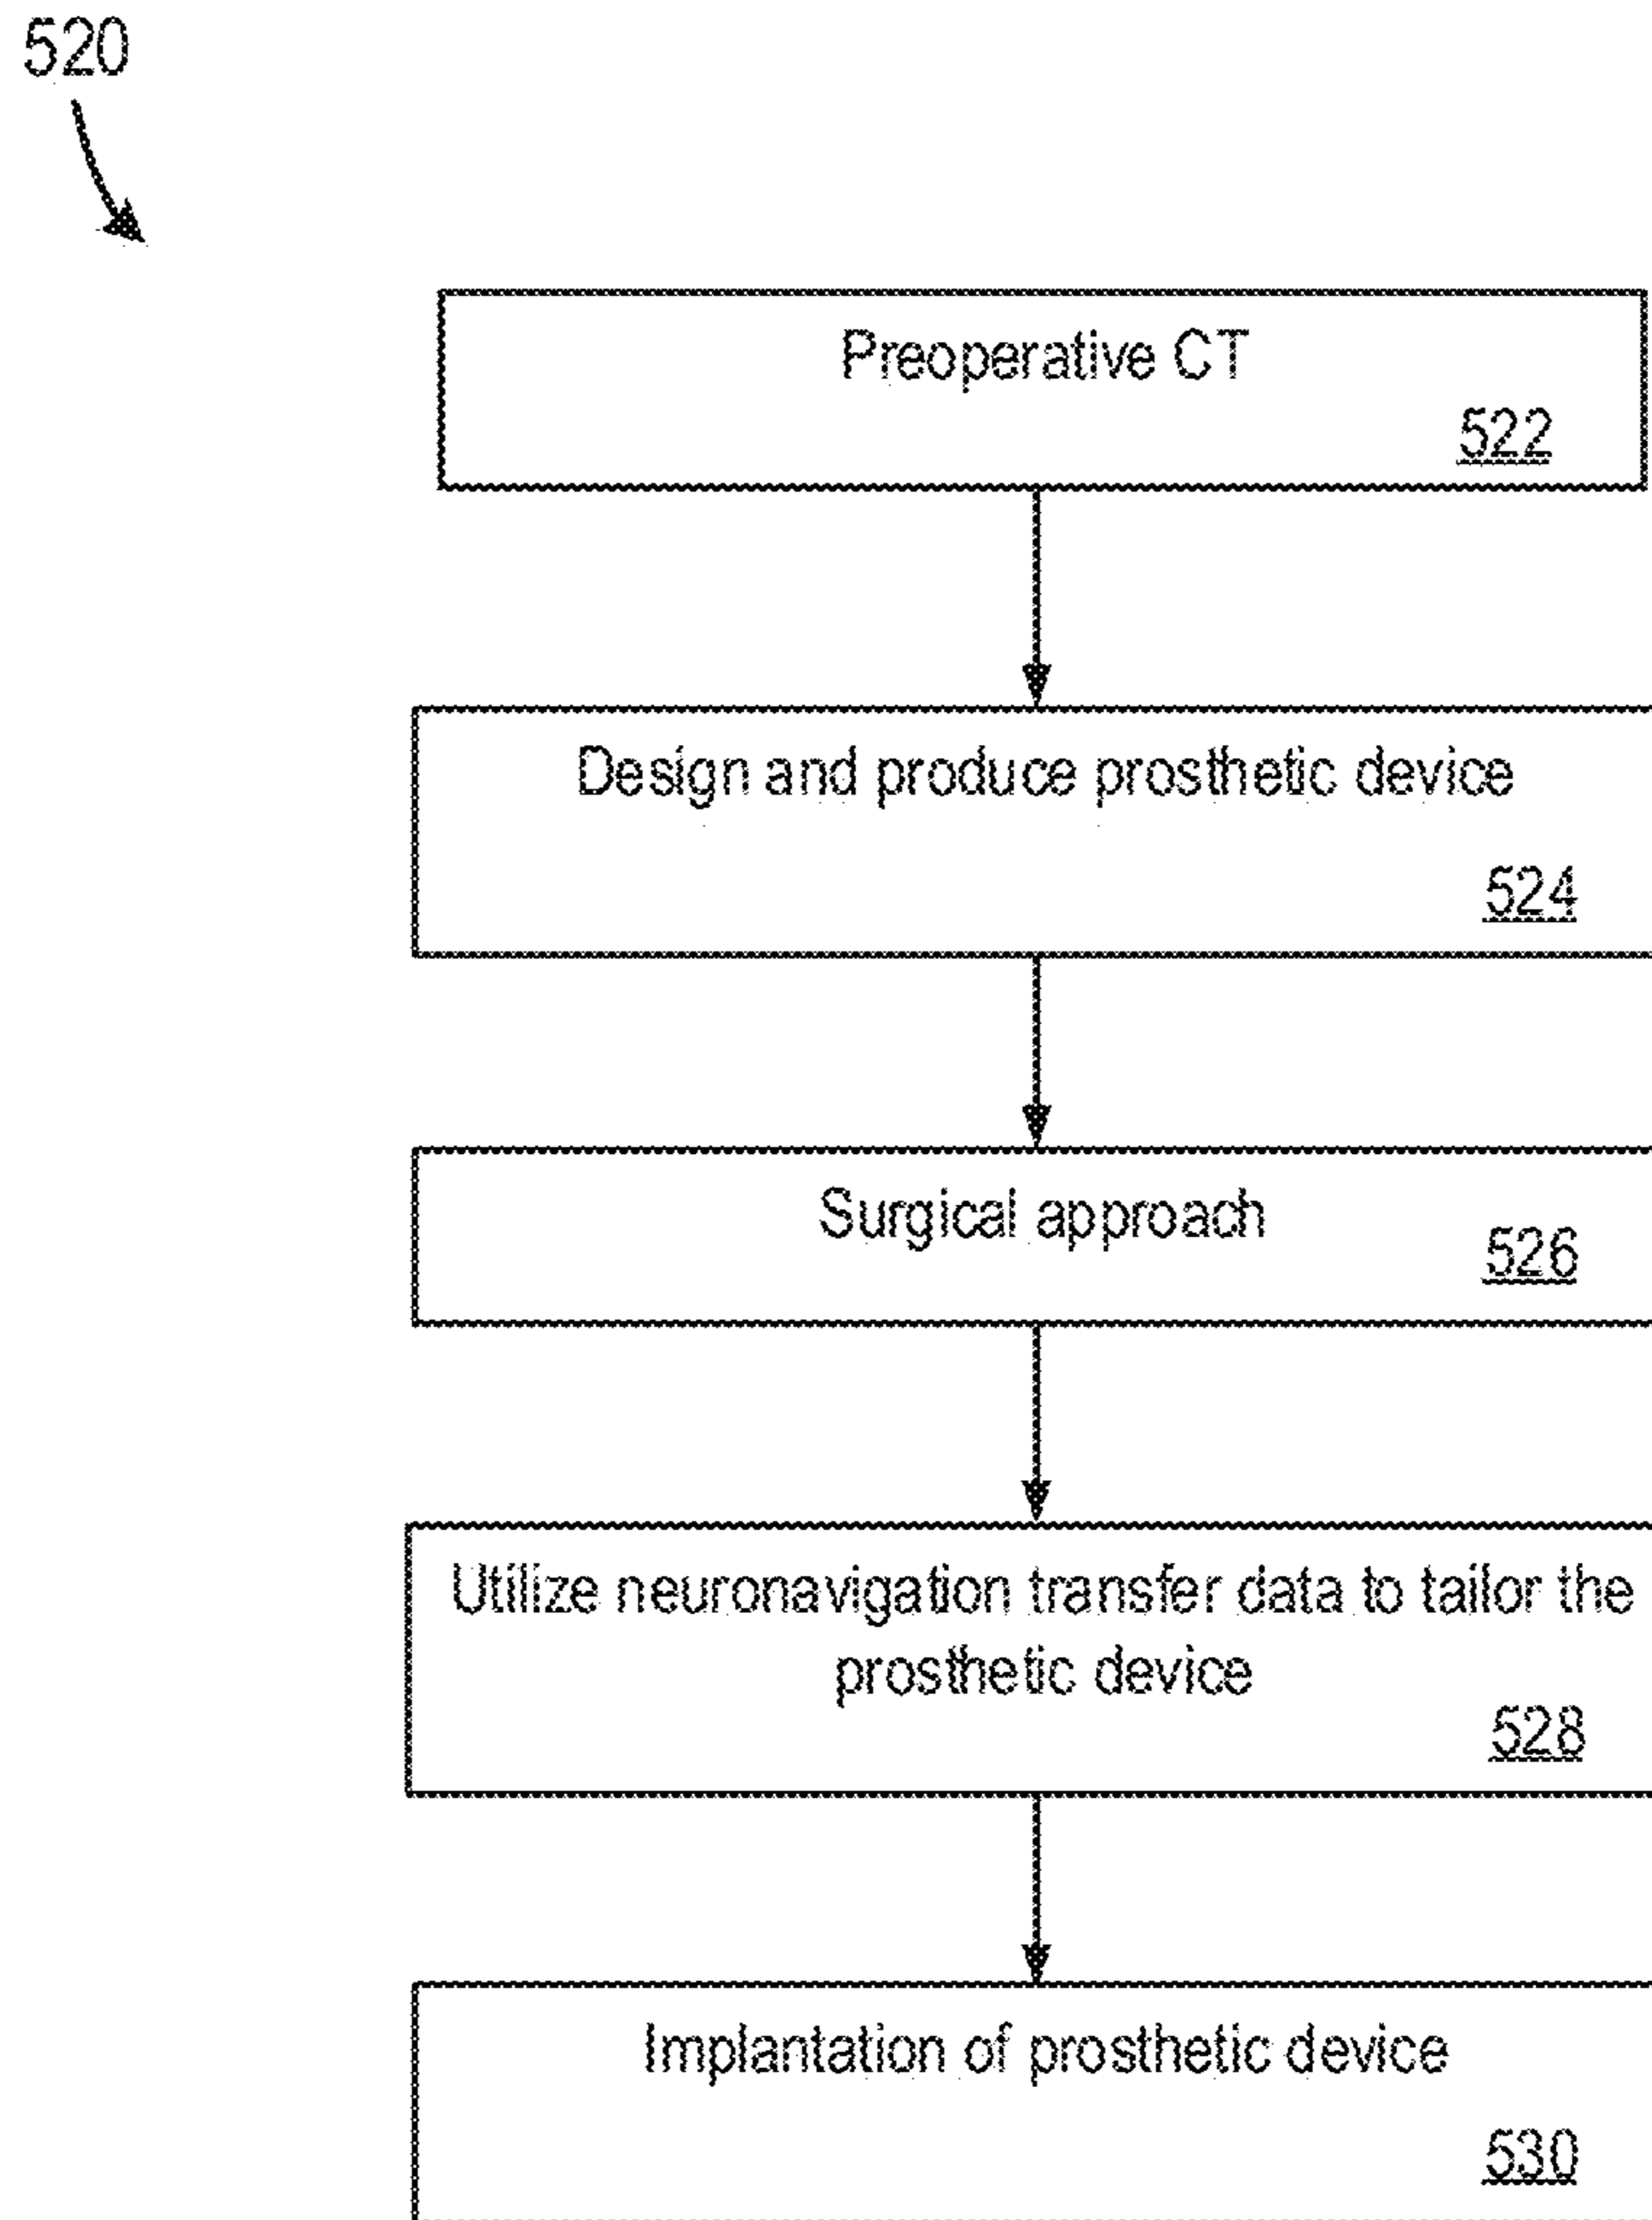 520
Preoperative CT
522
Design and produce prosthetic device
524
Surgical approach
526
Utilize neuronavigation transfer data to tailor the
prosthetic device
528
Implantation of prosthetic device
530